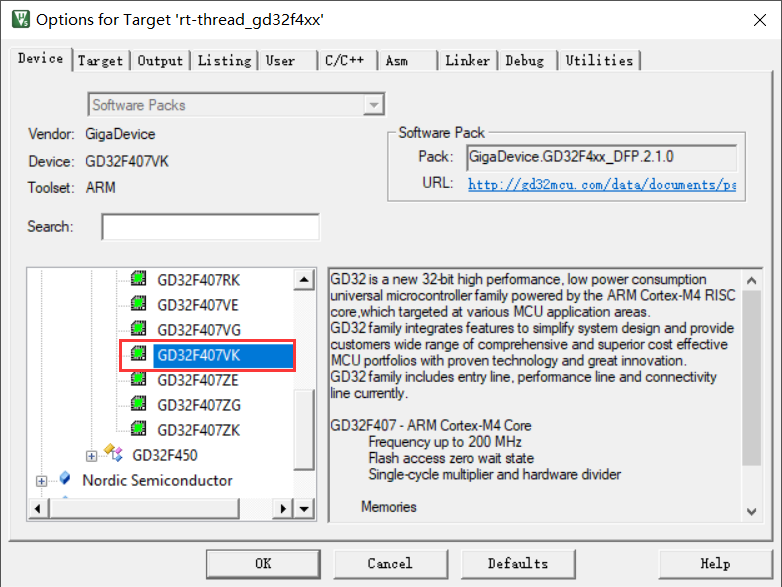 Options for Target 'rt-thread_gd32f4xx'
Device Target Output Listing User C/C++ Asm Linker Debug Utilities
Software Packs
Vendor: GigaDevice
Device: GD32F407VK
Toolset: ARM
Search:
Software Pack
Pack: GigaDevice.GD32F4xx_DFP.2.1.0
URL: http://gd32mcu.com/data/documents/ps
GD32F407RK
GD32F407VE
GD32F407VG
GD32F407VK
GD32F407ZE
GD32F407ZG
GD32F407ZK
GD32F450
Nordic Semiconductor
GD32 is a new 32-bit high performance, low power consumption
universal microcontroller family powered by the ARM Cortex-M4 RISC
core,which targeted at various MCU application areas.
GD32 family integrates features to simplify system design and provide
customers wide range of comprehensive and superior cost effective
MCU portfolios with proven technology and great innovation.
GD32 family includes entry line, performance line and connectivity
line currently.
GD32F407 - ARM Cortex-M4 Core
Frequency up to 200 MHz
Flash access zero wait state
Single-cycle multiplier and hardware divider
Memories
OK Cancel Defaults Help